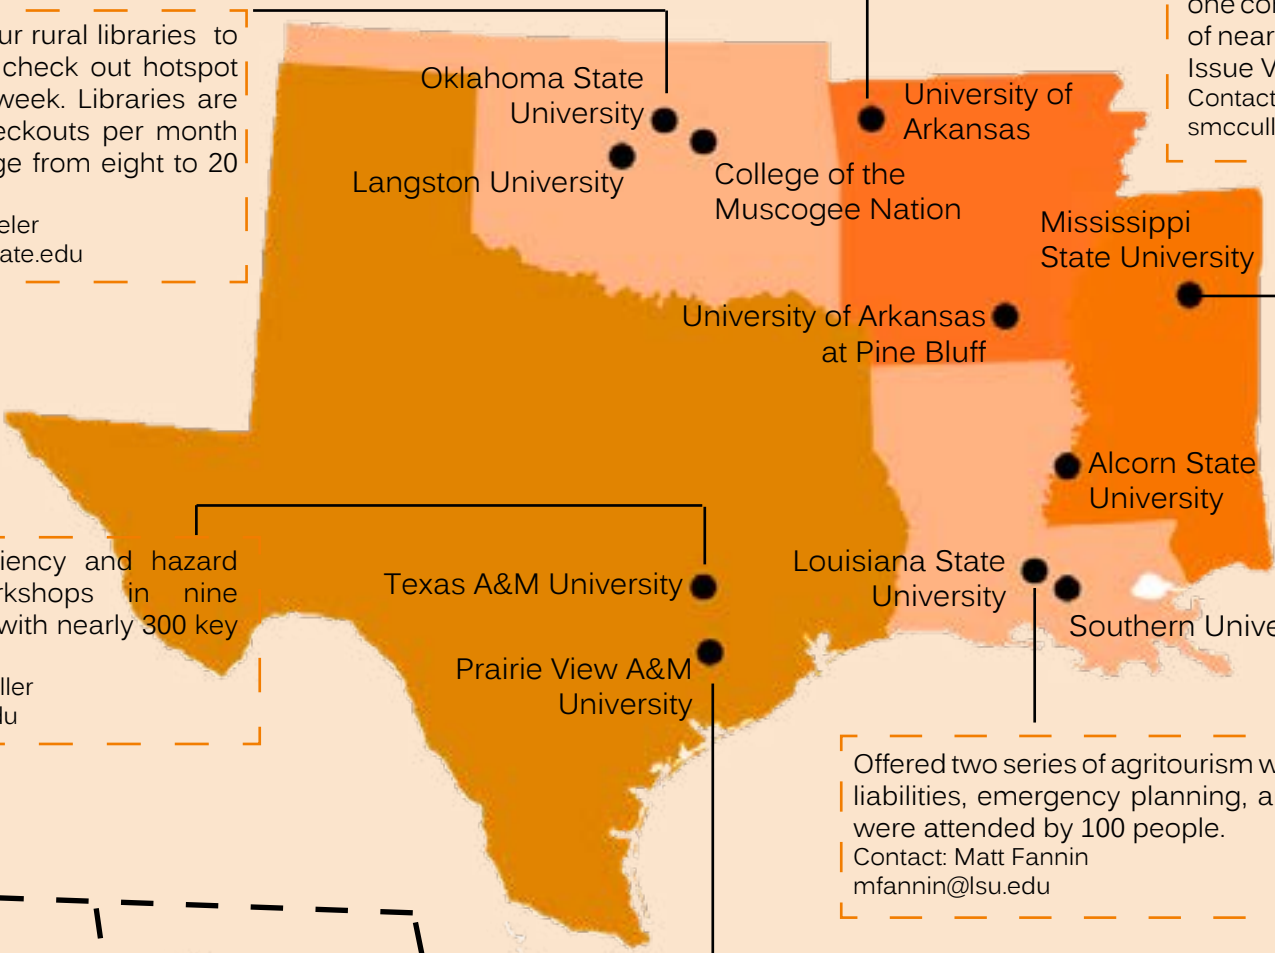 ur rural libraries to
check out hotspot
week. Libraries are
eckouts per month
ge from eight to 20
eler
ate.edu
one co
of near
Issue V
Contact
smccull
Oklahoma State
University
University of
Arkansas
Langston University
College of the
Muscogee Nation
Mississippi
State University
University of Arkansas
at Pine Bluff
Alcorn State
University
iency and hazard
rkshops in nine
with nearly 300 key
ller
du
Texas A&M University
Louisiana State
University
Southern Unive
Prairie View A&M
University
Offered two series of agritourism w
liabilities, emergency planning, a
were attended by 100 people.
Contact: Matt Fannin
mfannin@lsu.edu